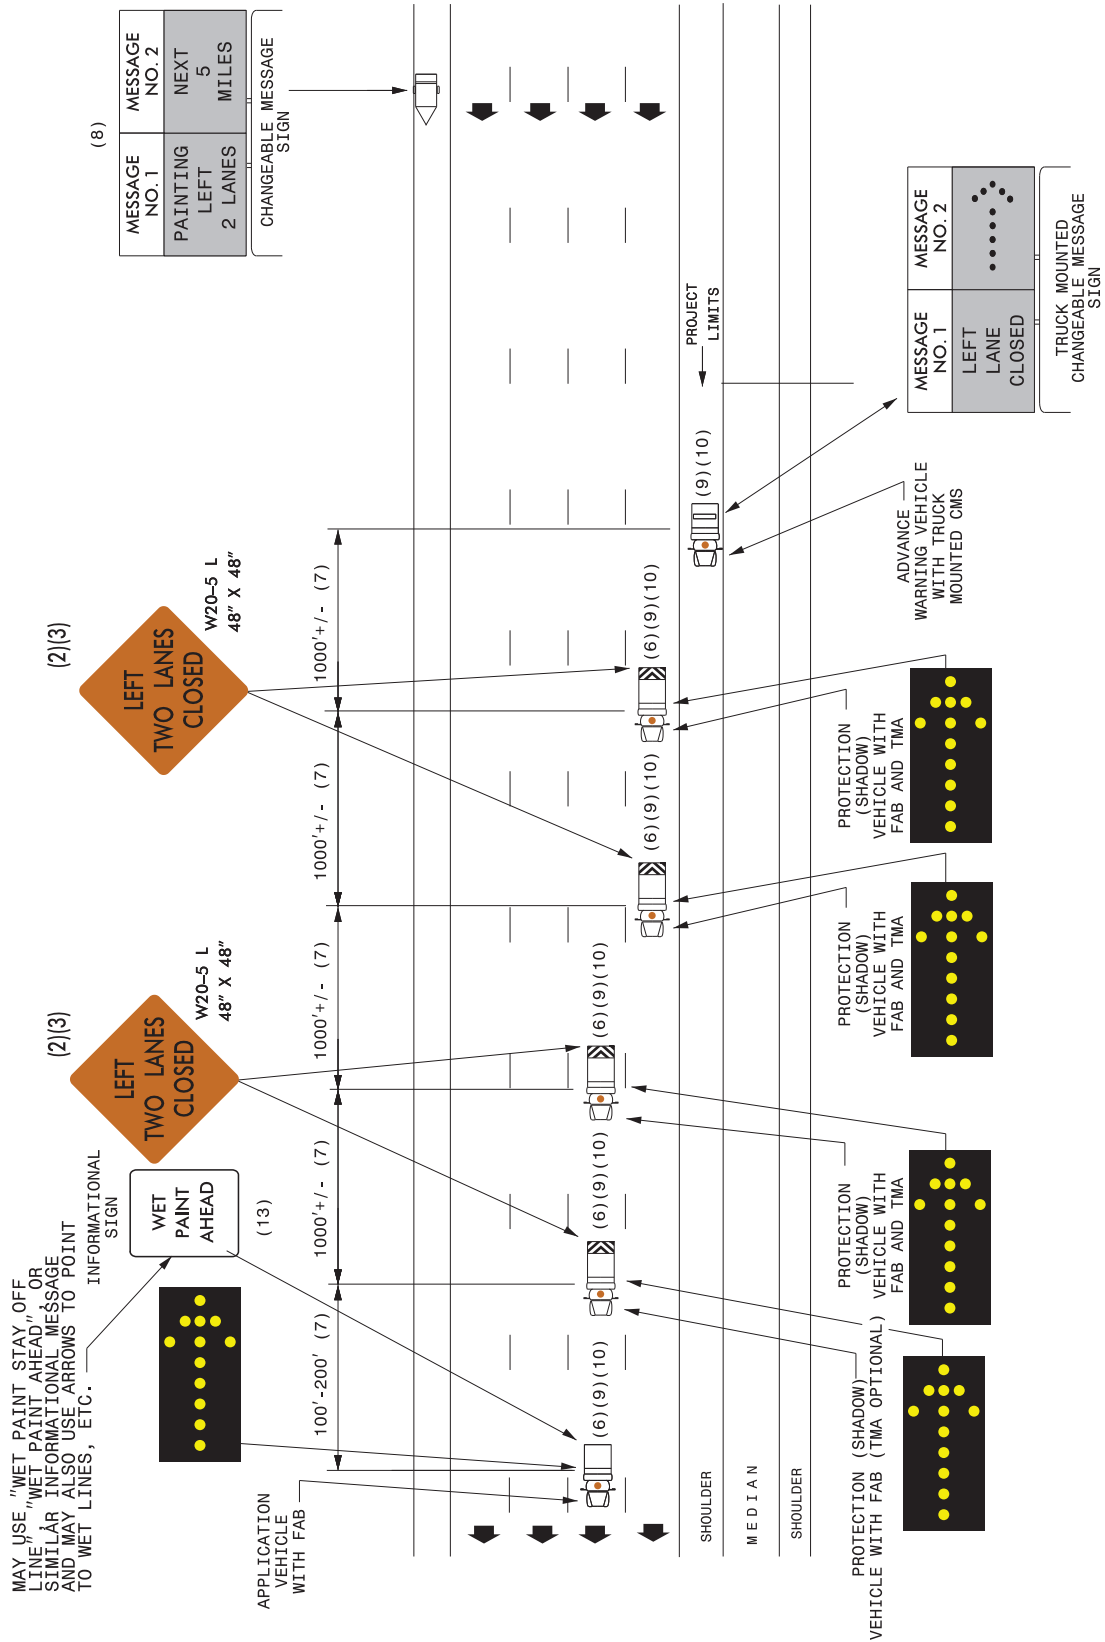 MAY USE "WET PAINT STAY OFF
LINE", "WET PAINT AHEAD", OR
SIMILAR INFORMATIONAL MESSAGE
AND MAY ALSO USE ARROWS TO POINT
TO WET LINES, ETC.
INFORMATIONAL
SIGN
WET
PAINT
AHEAD
(13)
(2)(3)
LEFT
TWO LANES
CLOSED
W20-5 L
48" X 48"
(2)(3)
LEFT
TWO LANES
CLOSED
W20-5 L
48" X 48"
(8)
MESSAGE
NO. 1
MESSAGE
NO. 2
PAINTING
LEFT
2 LANES
NEXT
5
MILES
CHANGEABLE MESSAGE
SIGN
APPLICATION
VEHICLE
WITH FAB
100'-200' (7)
1000'+/- (7)
1000'+/- (7)
1000'+/- (7)
1000'+/- (7)
(6)(9)(10)
(6)(9)(10)
(6)(9)(10)
(6)(9)(10)
(6)(9)(10)
(9)(10)
PROJECT
LIMITS
SHOULDER
MEDIAN
SHOULDER
PROTECTION (SHADOW)
VEHICLE WITH FAB (TMA OPTIONAL)
PROTECTION
(SHADOW)
VEHICLE WITH
FAB AND TMA
PROTECTION
(SHADOW)
VEHICLE WITH
FAB AND TMA
PROTECTION
(SHADOW)
VEHICLE WITH
FAB AND TMA
ADVANCE
WARNING VEHICLE
WITH TRUCK
MOUNTED CMS
MESSAGE
NO. 1
MESSAGE
NO. 2
LEFT
LANE
CLOSED
TRUCK MOUNTED
CHANGEABLE MESSAGE
SIGN